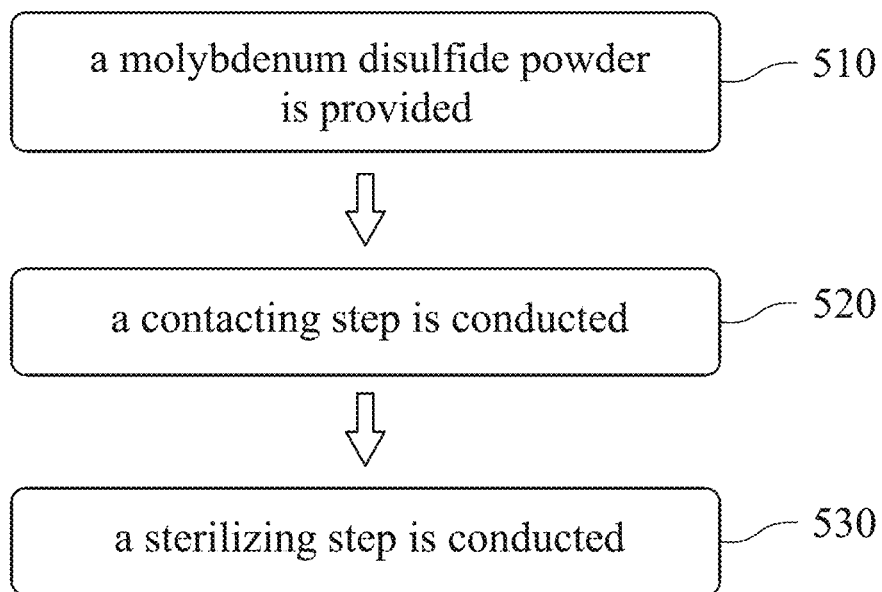 a molybdenum disulfide powder
is provided
510
a contacting step is conducted
520
a sterilizing step is conducted
530